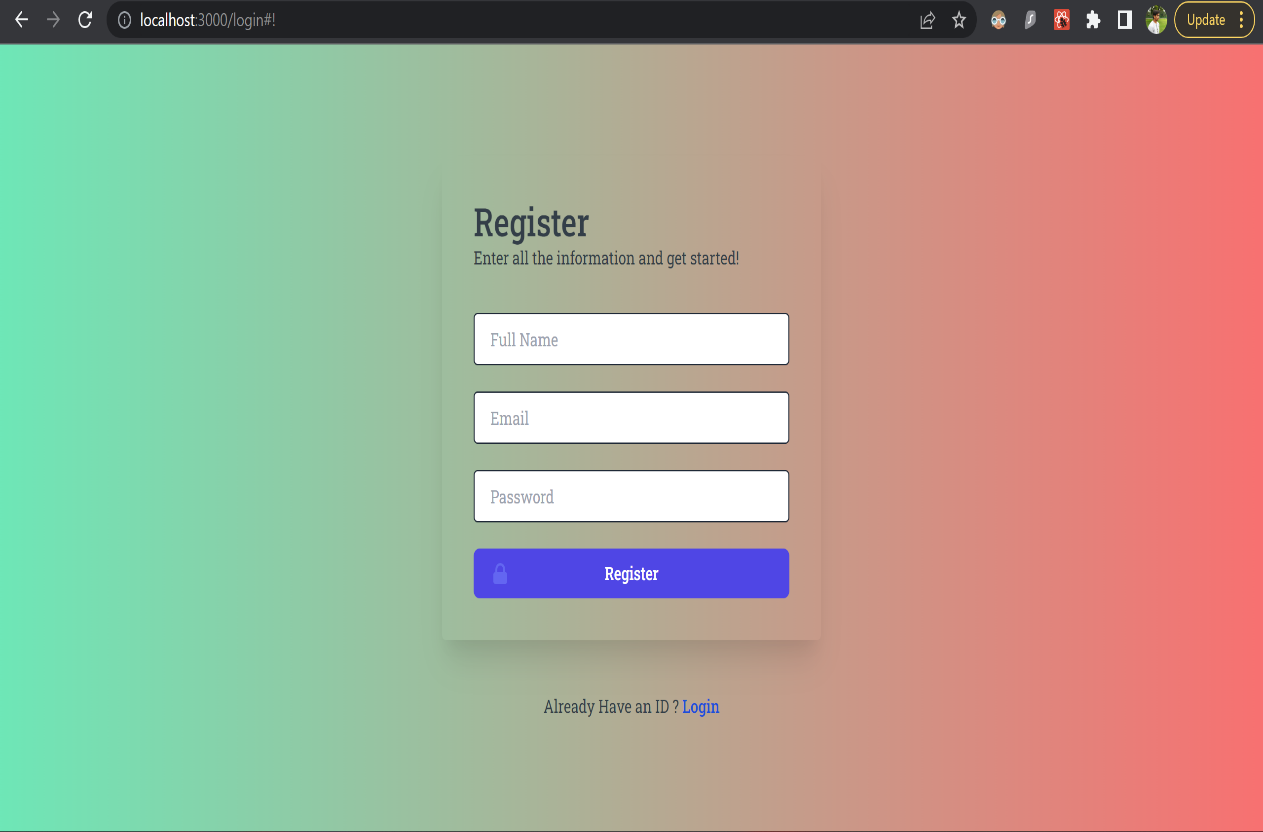 localhost:3000/login#!
Update
Register
Enter all the information and get started!
Full Name
Email
Password
Register
Already Have an ID ? Login